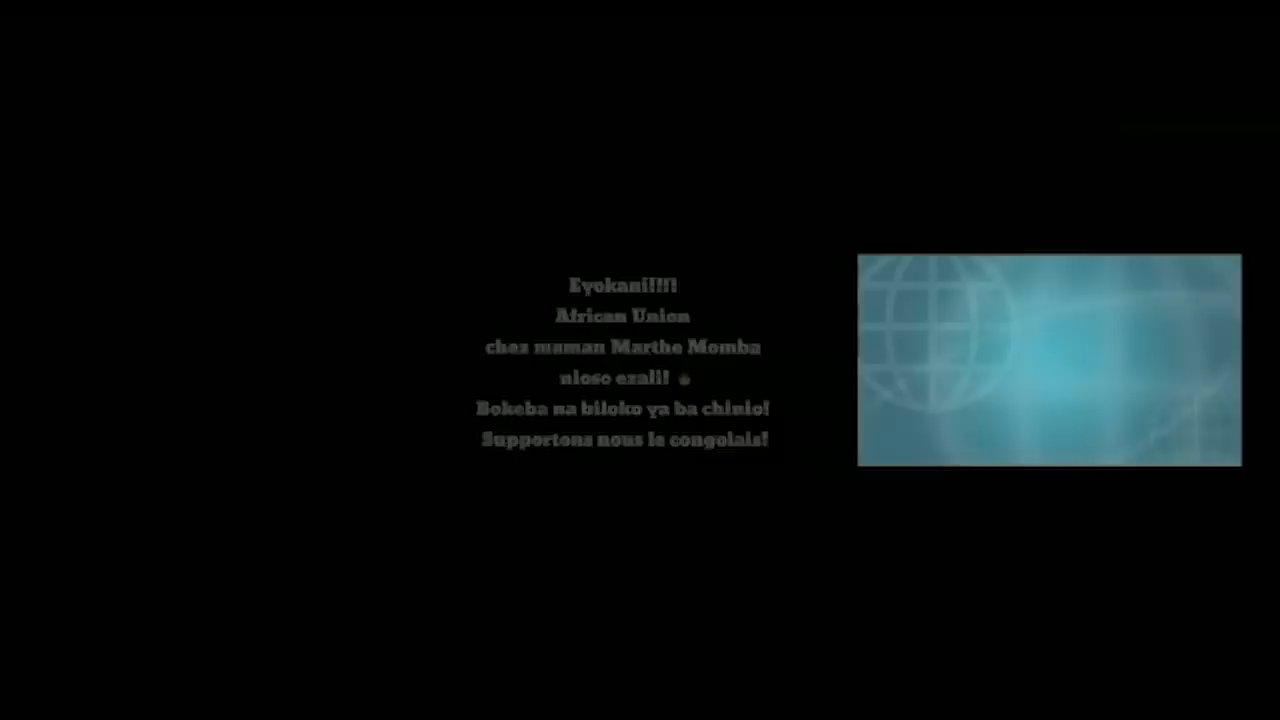 Eyokani!!!!
African Union
chez maman Marthe Momba
nioso ezali!
Bokeba na biloko ya ba chinio!
Supportons nous le congolais!